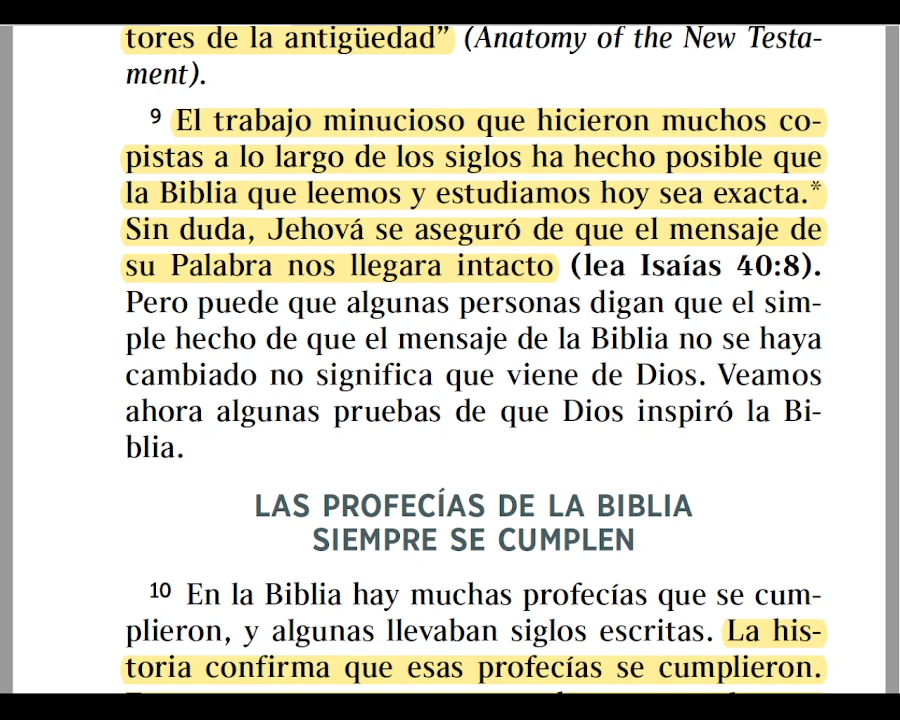 tores de la antigüedad” (Anatomy of the New Testa-
ment).
9 El trabajo minucioso que hicieron muchos co-
pistas a lo largo de los siglos ha hecho posible que
la Biblia que leemos y estudiamos hoy sea exacta.*
Sin duda, Jehová se aseguró de que el mensaje de
su Palabra nos llegara intacto (lea Isaías 40:8).
Pero puede que algunas personas digan que el sim-
ple hecho de que el mensaje de la Biblia no se haya
cambiado no significa que viene de Dios. Veamos
ahora algunas pruebas de que Dios inspiró la Bi-
blia.
LAS PROFECÍAS DE LA BIBLIA
SIEMPRE SE CUMPLEN
10 En la Biblia hay muchas profecías que se cum-
plieron, y algunas llevaban siglos escritas. La his-
toria confirma que esas profecías se cumplieron.